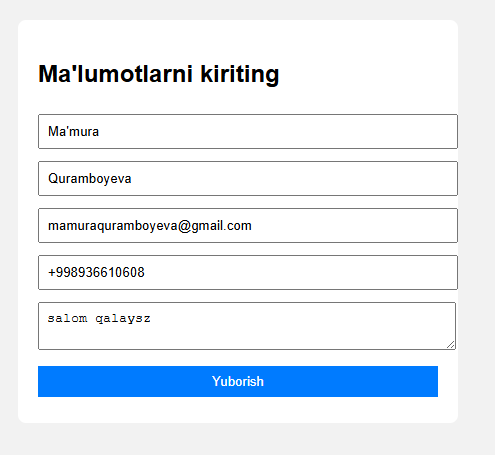 Ma'lumotlarni kiriting
Ma'mura
Quramboyeva
mamuraquramboyeva@gmail.com
+998936610608
salom qalaysz
Yuborish